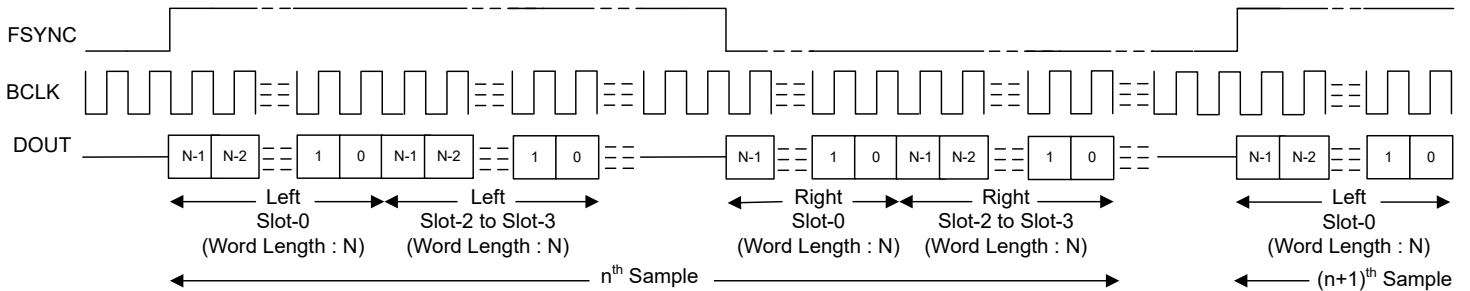 FSYNC
BCLK
DOUT
N-1 N-2 1 0 N-1 N-2 1 0 N-1 1 0 N-1 N-2 1 0 N-1 N-2 1 0
Left Left Right Right Left
Slot-0 Slot-2 to Slot-3 Slot-0 Slot-2 to Slot-3 Slot-0
(Word Length : N) (Word Length : N) (Word Length : N) (Word Length : N) (Word Length : N)
nth Sample (n+1)th Sample